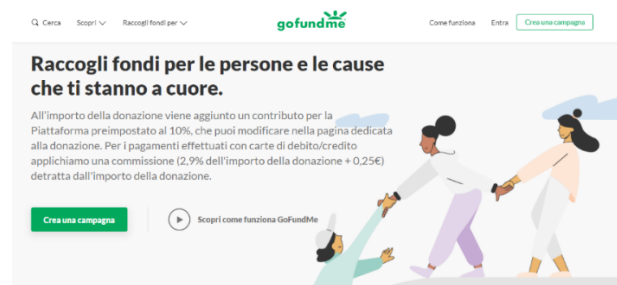 Cerca Scopri Raccogli fondi per gofundme Come funziona Entra Crea una campagna
Raccogli fondi per le persone e le cause
che ti stanno a cuore.
All'importo della donazione viene aggiunto un contributo per la
Piattaforma preimpostato al 10%, che puoi modificare nella pagina dedicata
alla donazione. Per i pagamenti effettuati con carte di debito/credito
applichiamo una commissione (2,9% dell'importo della donazione + 0,25€)
detratta dall'importo della donazione.
Crea una campagna Scopri come funziona GoFundMe